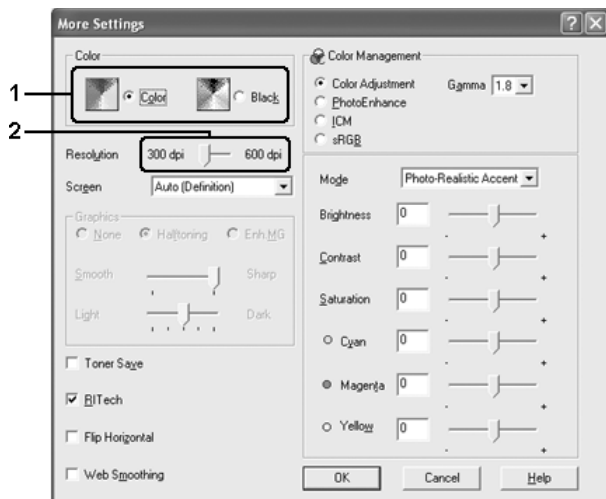 More Settings
Color
1
Color
Black
2
Resolution 300 dpi 600 dpi
Screen Auto (Definition)
Graphics
None Halftoning Enh.MG
Smooth Sharp
Light Dark
Toner Save
RITech
Flip Horizontal
Web Smoothing
Color Management
Color Adjustment Gamma 1.8
PhotoEnhance
ICM
sRGB
Mode Photo-Realistic Accent
Brightness 0
- +
Contrast 0
- +
Saturation 0
- +
Cyan 0
- +
Magenta 0
- +
Yellow 0
- +
OK Cancel Help